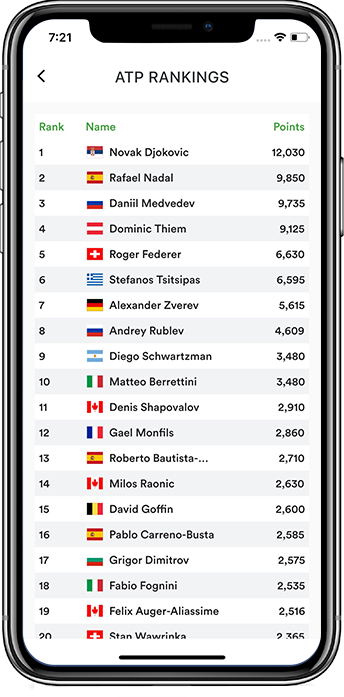 7:21
ATP RANKINGS
Rank Name Points
1 Novak Djokovic 12,030
2 Rafael Nadal 9,850
3 Daniil Medvedev 9,735
4 Dominic Thiem 9,125
5 Roger Federer 6,630
6 Stefanos Tsitsipas 6,595
7 Alexander Zverev 5,615
8 Andrey Rublev 4,609
9 Diego Schwartzman 3,480
10 Matteo Berrettini 3,480
11 Denis Shapovalov 2,910
12 Gael Monfils 2,860
13 Roberto Bautista-... 2,710
14 Milos Raonic 2,630
15 David Goffin 2,600
16 Pablo Carreno-Busta 2,585
17 Grigor Dimitrov 2,575
18 Fabio Fognini 2,535
19 Felix Auger-Aliassime 2,516
20 Stan Wawrinka 2,365